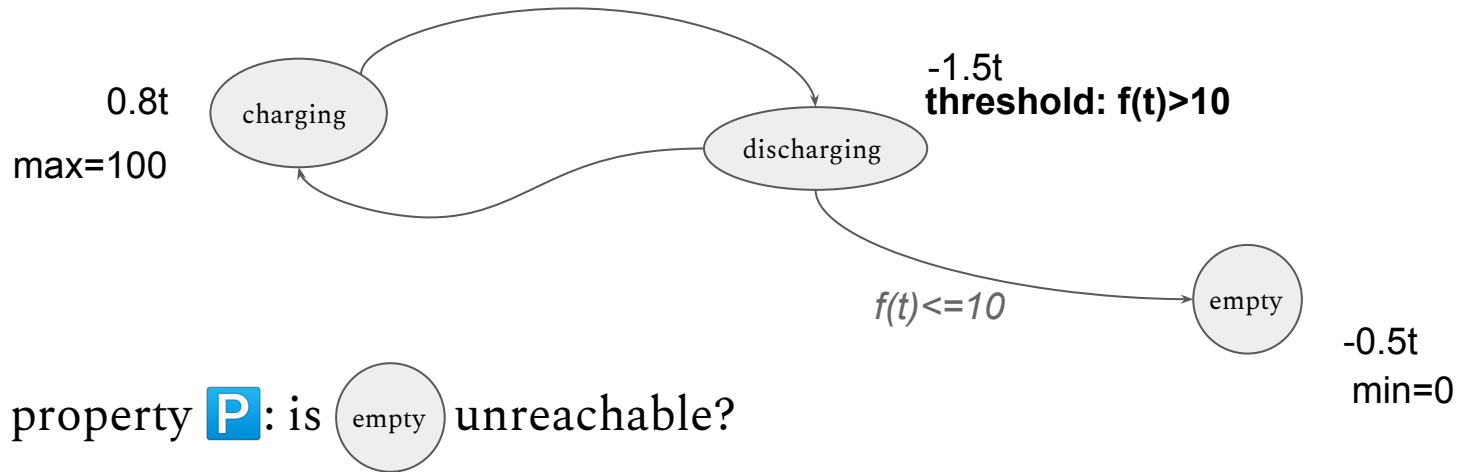 0.8t
max=100
charging
discharging
-1.5t
threshold: f(t)>10
f(t)<=10
empty
-0.5t
min=0
property 🅿️: is empty unreachable?